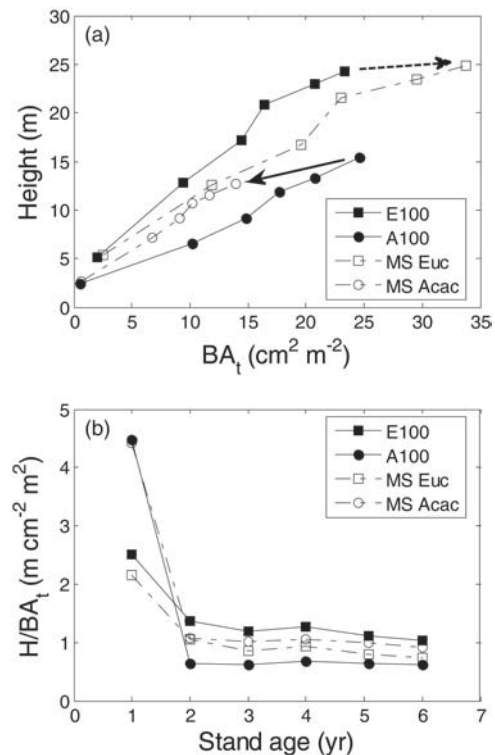 (a)
30
25
20
15
10
5
0
Height (m)
E100
A100
MS Euc
MS Acac
0 5 10 15 20 25 30 35
BAₜ (cm² m⁻²)
(b)
5
4
3
2
1
0
H/BAₜ (m cm⁻² m²)
E100
A100
MS Euc
MS Acac
0 1 2 3 4 5 6 7
Stand age (yr)